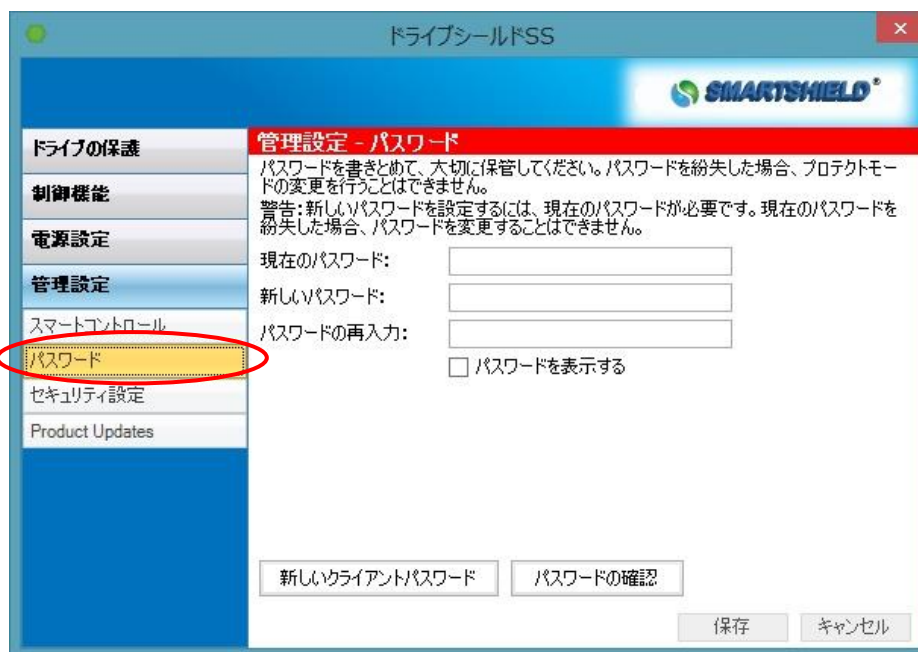 ドライブシールドSS
SMARTSHIELD®
ドライブの保護
制御機能
電源設定
管理設定
スマートコントロール
パスワード
セキュリティ設定
Product Updates
管理設定 - パスワード
パスワードを書きとめて、大切に保管してください。パスワードを紛失した場合、プロテクトモー
ドの変更を行うことはできません。
警告:新しいパスワードを設定するには、現在のパスワードが必要です。現在のパスワードを
紛失した場合、パスワードを変更することはできません。
現在のパスワード:
新しいパスワード:
パスワードの再入力:
パスワードを表示する
新しいクライアントパスワード
パスワードの確認
保存
キャンセル